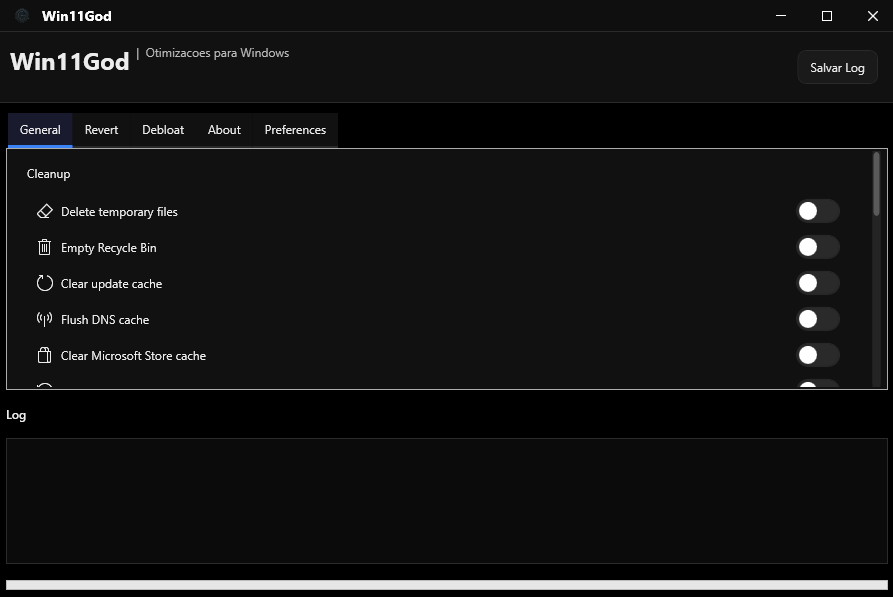 Win11God
Win11God | Otimizacoes para Windows
Salvar Log
General Revert Debloat About Preferences
Cleanup
Delete temporary files
Empty Recycle Bin
Clear update cache
Flush DNS cache
Clear Microsoft Store cache
Log